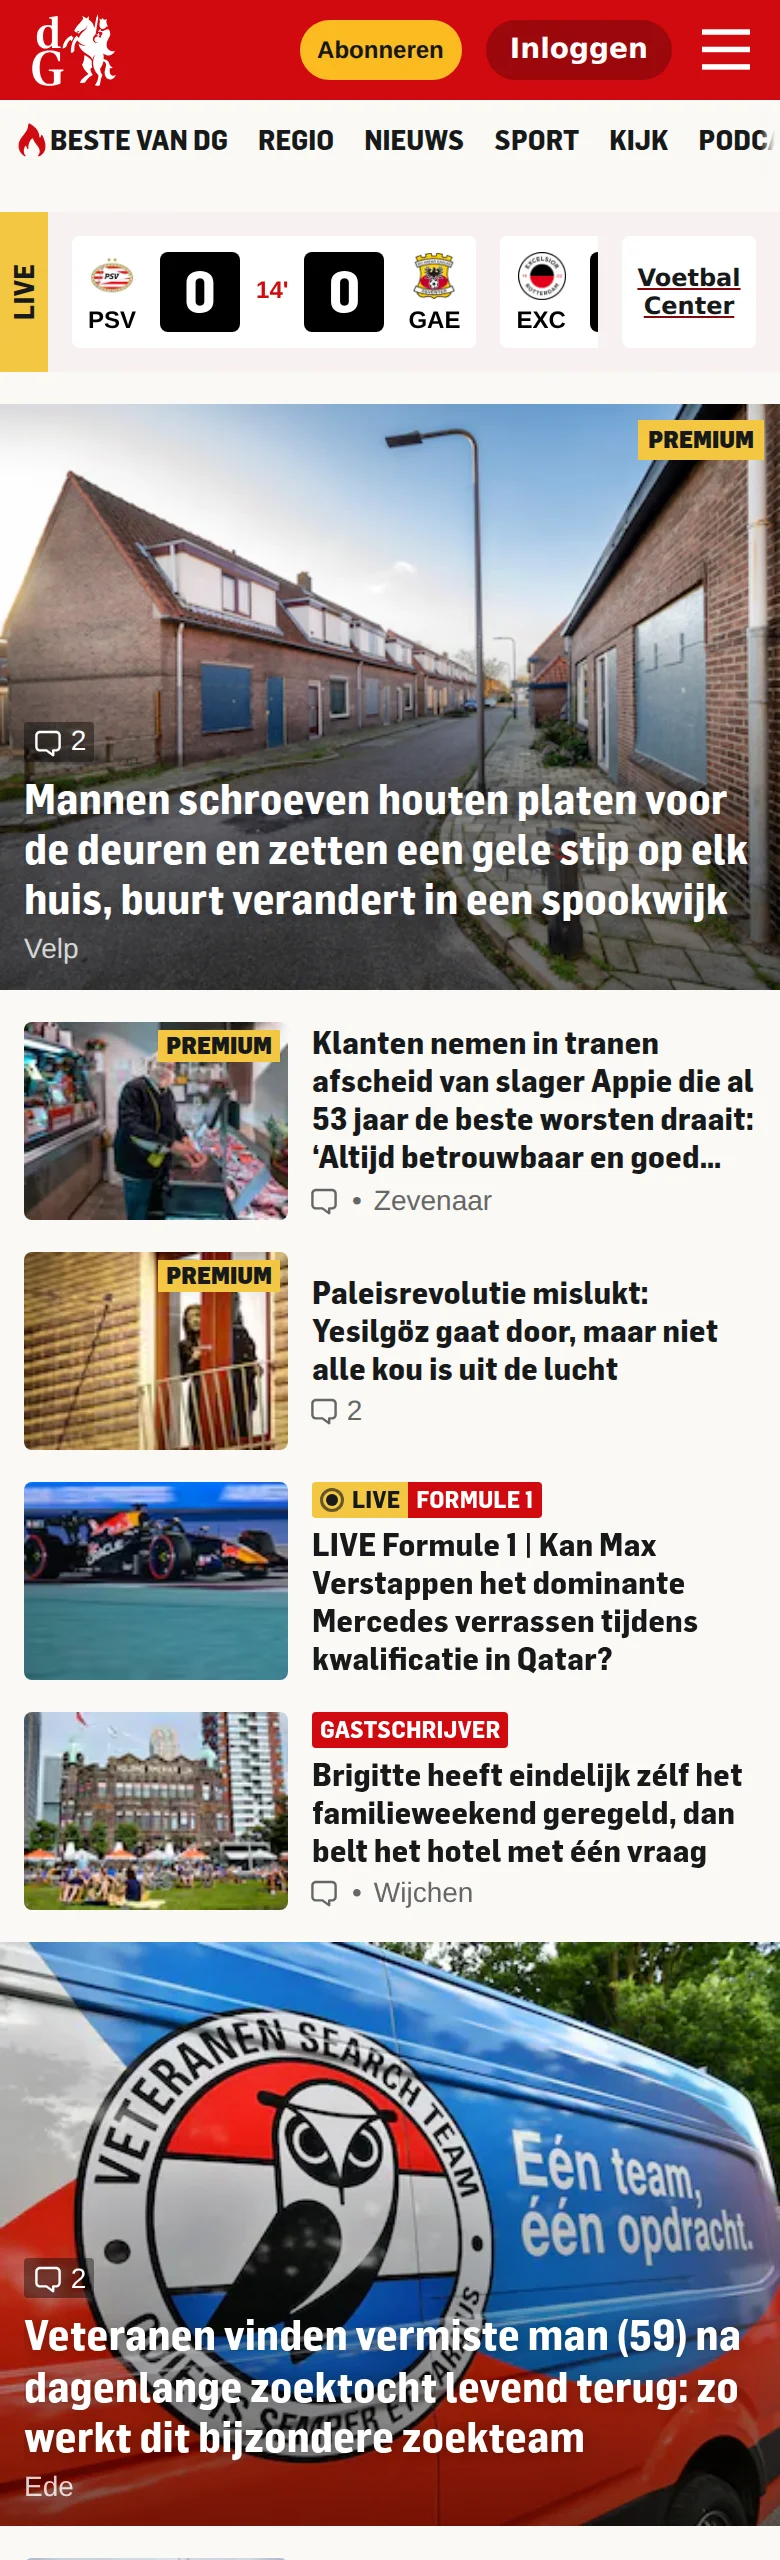 dG
Abonneren
Inloggen
BESTE VAN DG REGIO NIEUWS SPORT KIJK PODCA
LIVE
PSV
PSV 0 14' 0 GAE
EXCELSIOR
ROTTERDAM
EXC
Voetbal
Center
PREMIUM
2
Mannen schroeven houten platen voor
de deuren en zetten een gele stip op elk
huis, buurt verandert in een spookwijk
Velp
PREMIUM
Klanten nemen in tranen
afscheid van slager Appie die al
53 jaar de beste worsten draait:
‘Altijd betrouwbaar en goed...
• Zevenaar
PREMIUM
Paleisrevolutie mislukt:
Yesilgöz gaat door, maar niet
alle kou is uit de lucht
2
LIVE FORMULE 1
LIVE Formule 1 | Kan Max
Verstappen het dominante
Mercedes verrassen tijdens
kwalificatie in Qatar?
GASTSCHRIJVER
Brigitte heeft eindelijk zélf het
familieweekend geregeld, dan
belt het hotel met één vraag
• Wijchen
VETERANEN SEARCH TEAM
Eén team,
één opdracht.
SEMPER
2
Veteranen vinden vermiste man (59) na
dagenlange zoektocht levend terug: zo
werkt dit bijzondere zoekteam
Ede